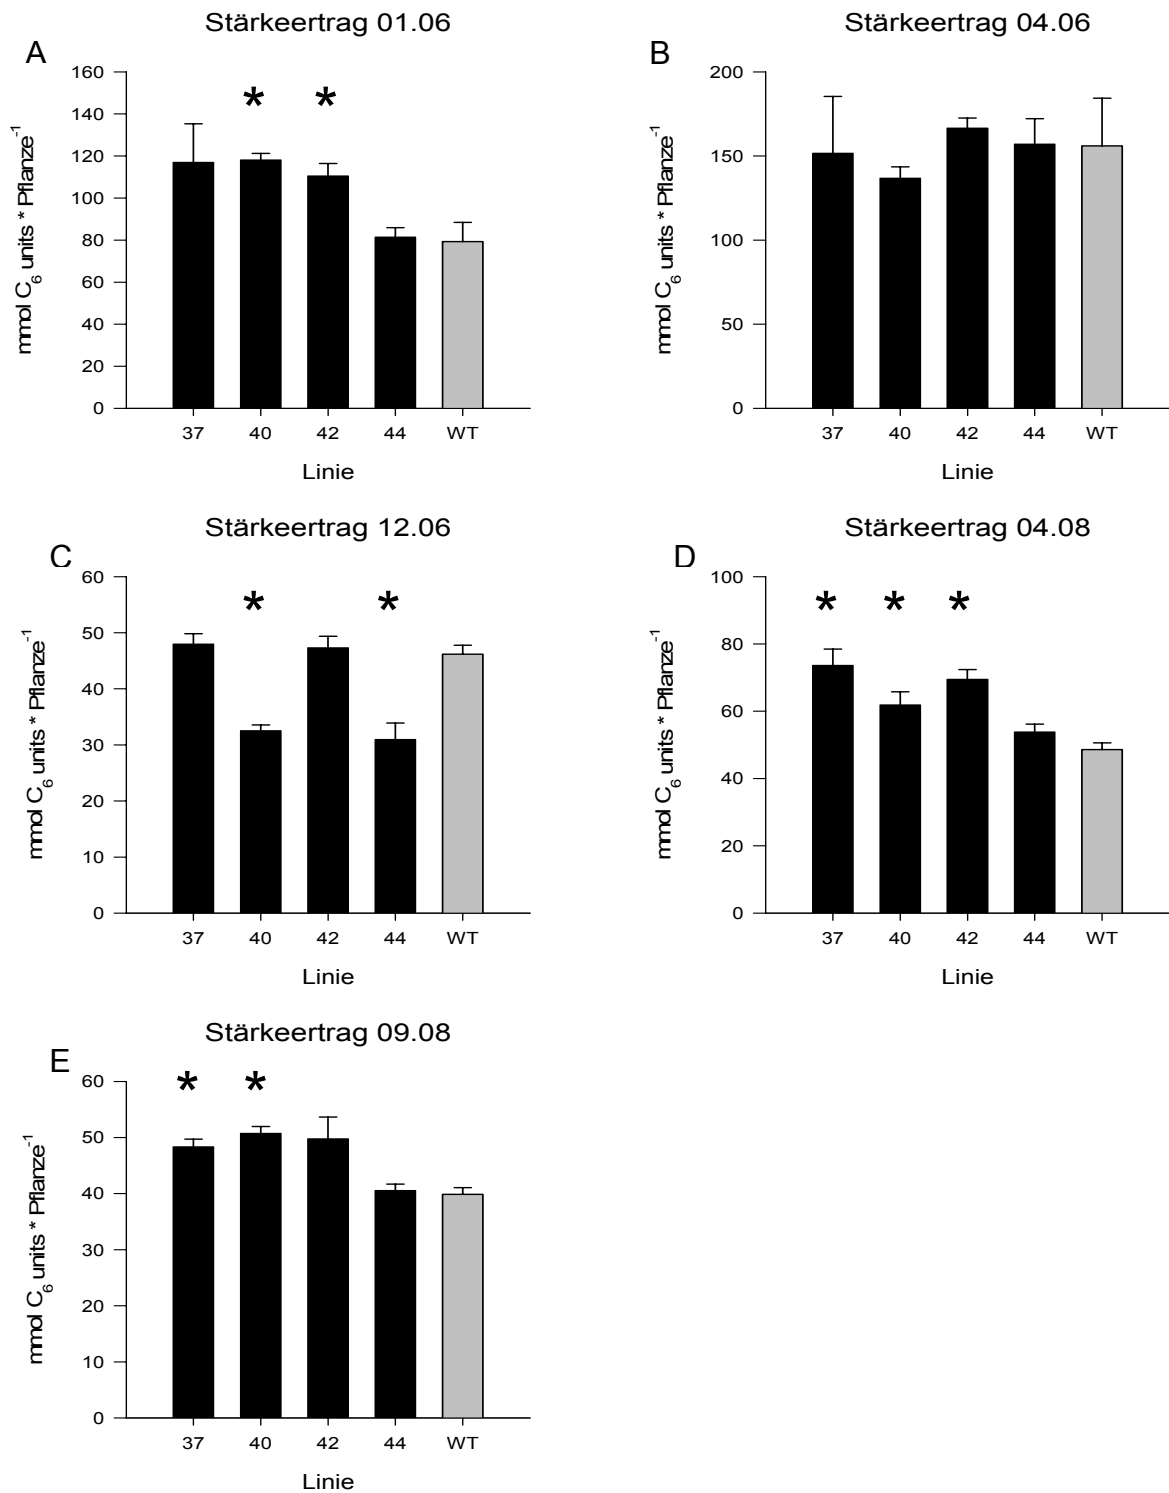 Stärkeertrag 01.06
A
160
140
120
100
80
60
40
20
0
mmol C₆ units * Pflanze⁻¹
* *
37 40 42 44 WT
Linie
Stärkeertrag 04.06
B
200
150
100
50
0
mmol C₆ units * Pflanze⁻¹
37 40 42 44 WT
Linie
Stärkeertrag 12.06
C
60
50
40
30
20
10
0
mmol C₆ units * Pflanze⁻¹
* *
37 40 42 44 WT
Linie
Stärkeertrag 04.08
D
100
80
60
40
20
0
mmol C₆ units * Pflanze⁻¹
* * *
37 40 42 44 WT
Linie
Stärkeertrag 09.08
E
60
50
40
30
20
10
0
mmol C₆ units * Pflanze⁻¹
* *
37 40 42 44 WT
Linie